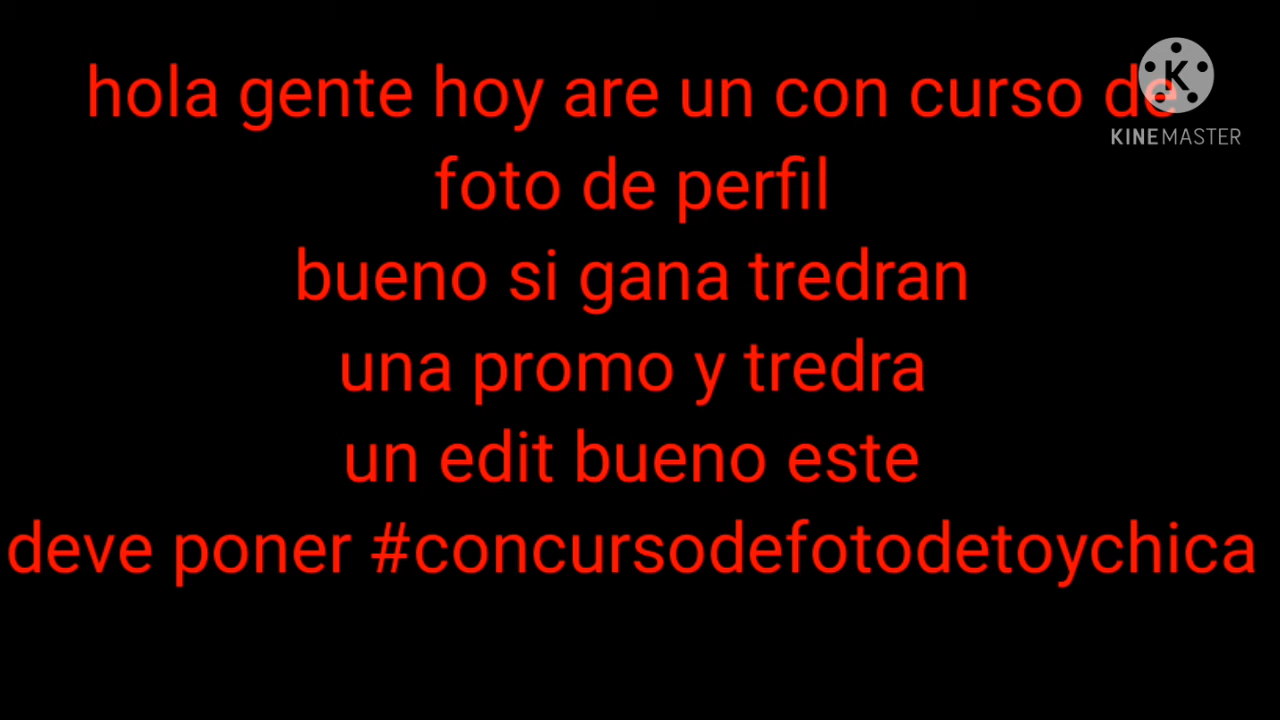 hola gente hoy are un con curso de
foto de perfil
bueno si gana tredran
una promo y tredra
un edit bueno este
deve poner #concursodefotodetoychica
K
KINEMASTER